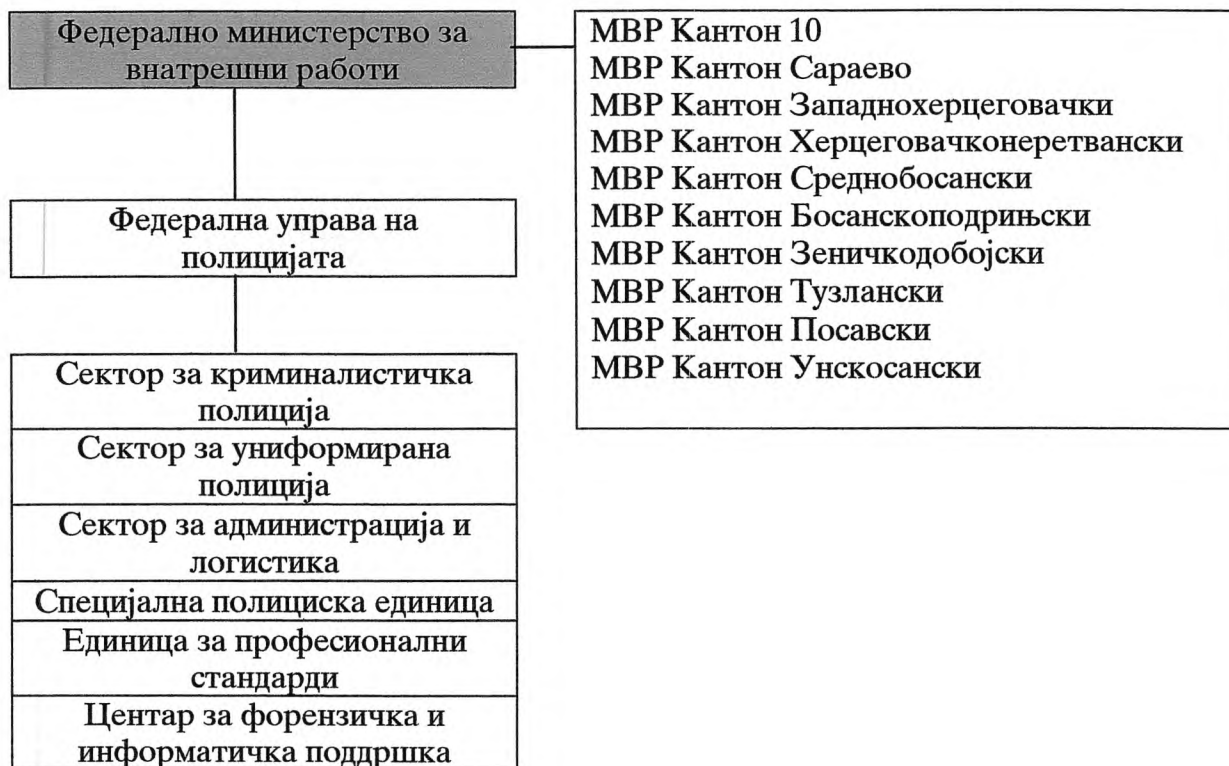 Федерално министерство за
внатрешни работи
Федерална управа на
полицијата
Сектор за криминалистичка
полиција
Сектор за униформирана
полиција
Сектор за администрација и
логистика
Специјална полициска единица
Единица за професионални
стандарди
Центар за форензичка и
информатичка поддршка
МВР Кантон 10
МВР Кантон Сараево
МВР Кантон Западнохерцеговачки
МВР Кантон Херцеговачконеретвански
МВР Кантон Среднобосански
МВР Кантон Босанскоподрињски
МВР Кантон Зеничкодобојски
МВР Кантон Тузлански
МВР Кантон Посавски
МВР Кантон Унскосански